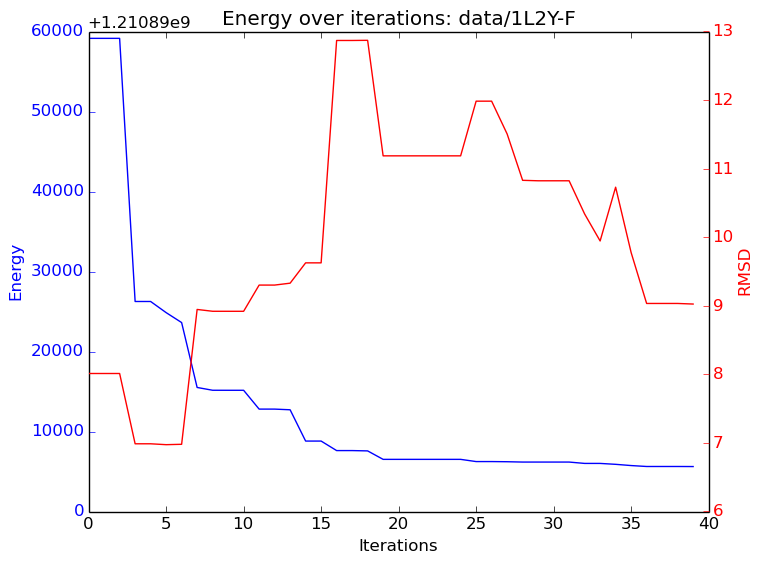 Energy over iterations: data/1L2Y-F
+1.21089e9
60000
50000
40000
30000
20000
10000
0
Energy
13
12
11
10
9
8
7
6
RMSD
0 5 10 15 20 25 30 35 40
Iterations